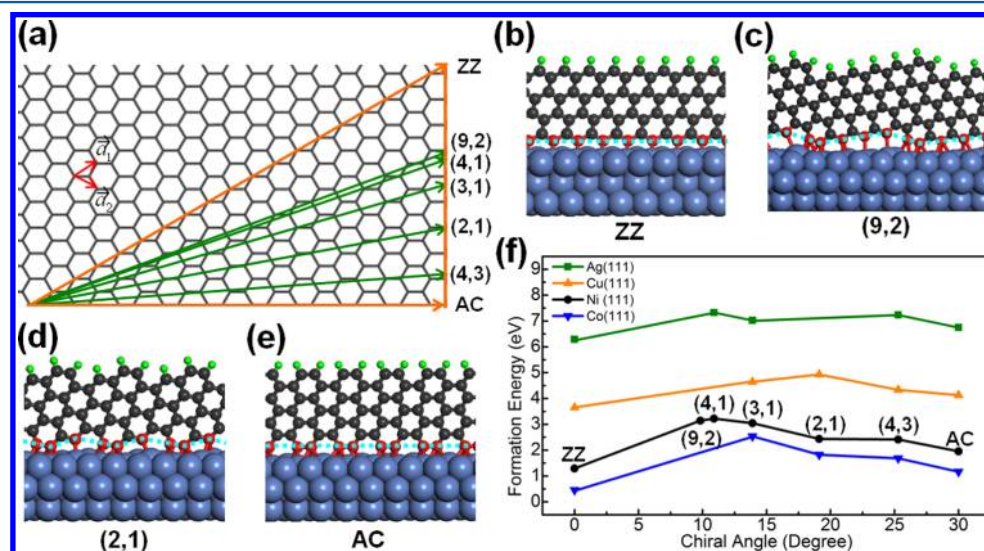 (a)
ZZ
(9,2)
(4,1)
(3,1)
(2,1)
(4,3)
AC
a₁
a₂
(b)
ZZ
(c)
(9,2)
(d)
(2,1)
(e)
AC
(f)
Formation Energy (eV)
9
8
7
6
5
4
3
2
1
0
Ag(111)
Cu(111)
Ni (111)
Co(111)
ZZ
(9,2)
(4,1)
(3,1)
(2,1)
(4,3)
AC
0 5 10 15 20 25 30
Chiral Angle (Degree)